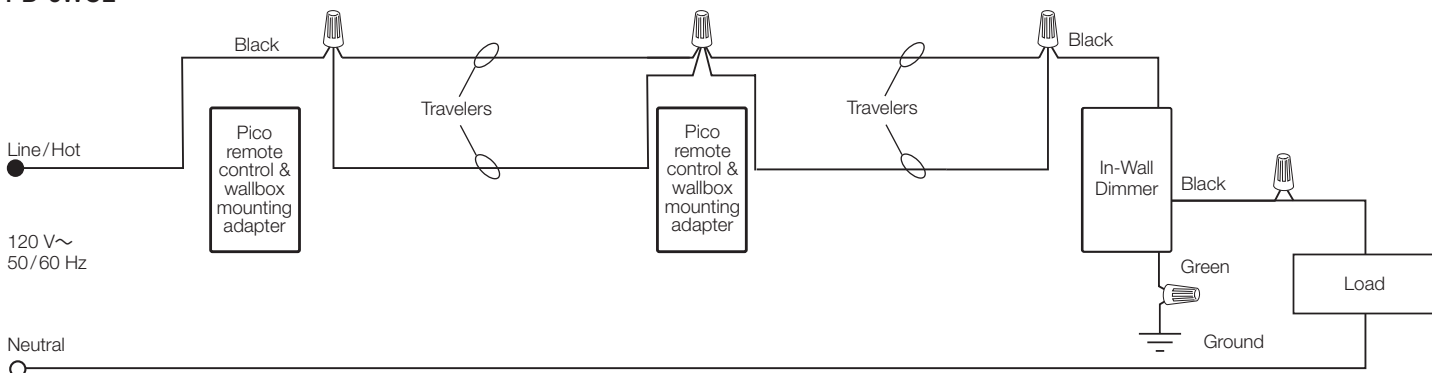 Black
Travelers
Travelers
Black
Line/Hot
Pico
remote
control &
wallbox
mounting
adapter
Pico
remote
control &
wallbox
mounting
adapter
In-Wall
Dimmer
Black
120 V~
50/60 Hz
Green
Load
Neutral
Ground